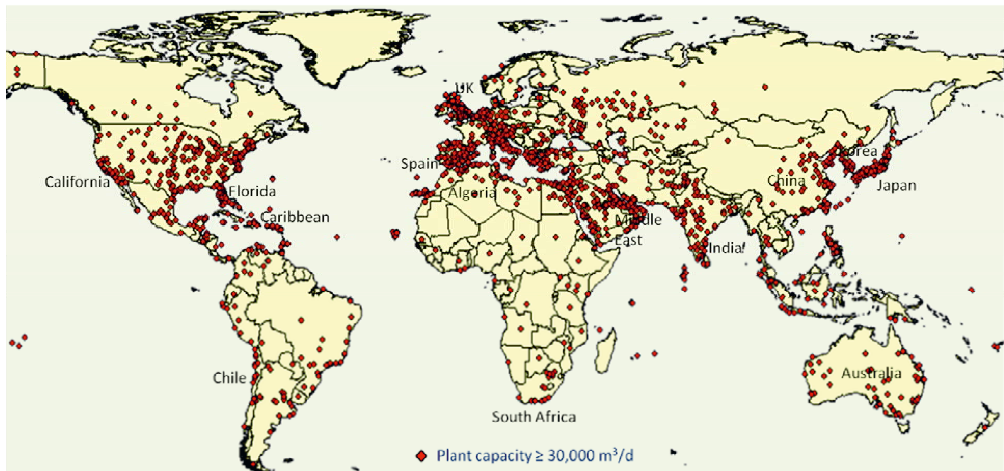 UK
Spain
Korea
California
Algeria
China
Japan
Florida
Caribbean
Middle
East
India
Chile
Australia
South Africa
Plant capacity ≥ 30,000 m³/d